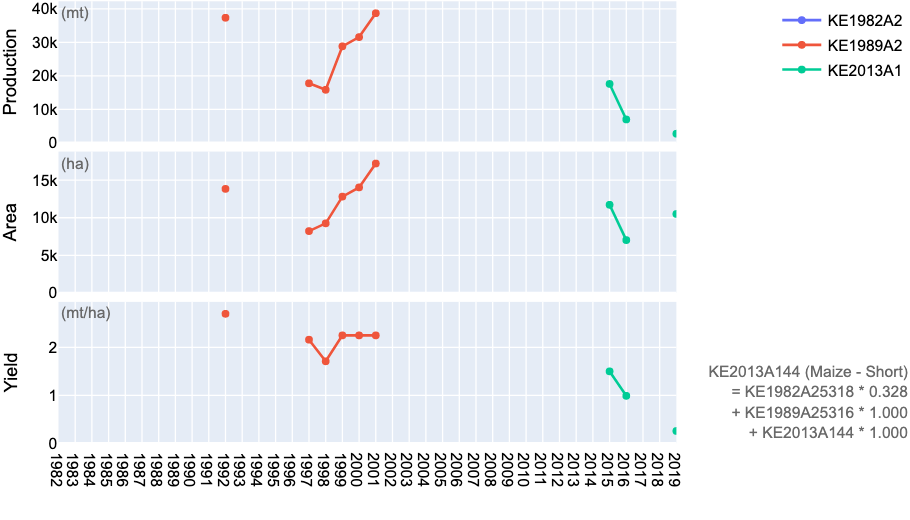 Production
(mt)
40k
30k
20k
10k
0
Area
(ha)
15k
10k
5k
0
Yield
(mt/ha)
2
1
0
1982
1983
1984
1985
1986
1987
1988
1989
1990
1991
1992
1993
1994
1995
1996
1997
1998
1999
2000
2001
2002
2003
2004
2005
2006
2007
2008
2009
2010
2011
2012
2013
2014
2015
2016
2017
2018
2019
KE1982A2
KE1989A2
KE2013A1
KE2013A144 (Maize - Short)
= KE1982A25318 * 0.328
+ KE1989A25316 * 1.000
+ KE2013A144 * 1.000